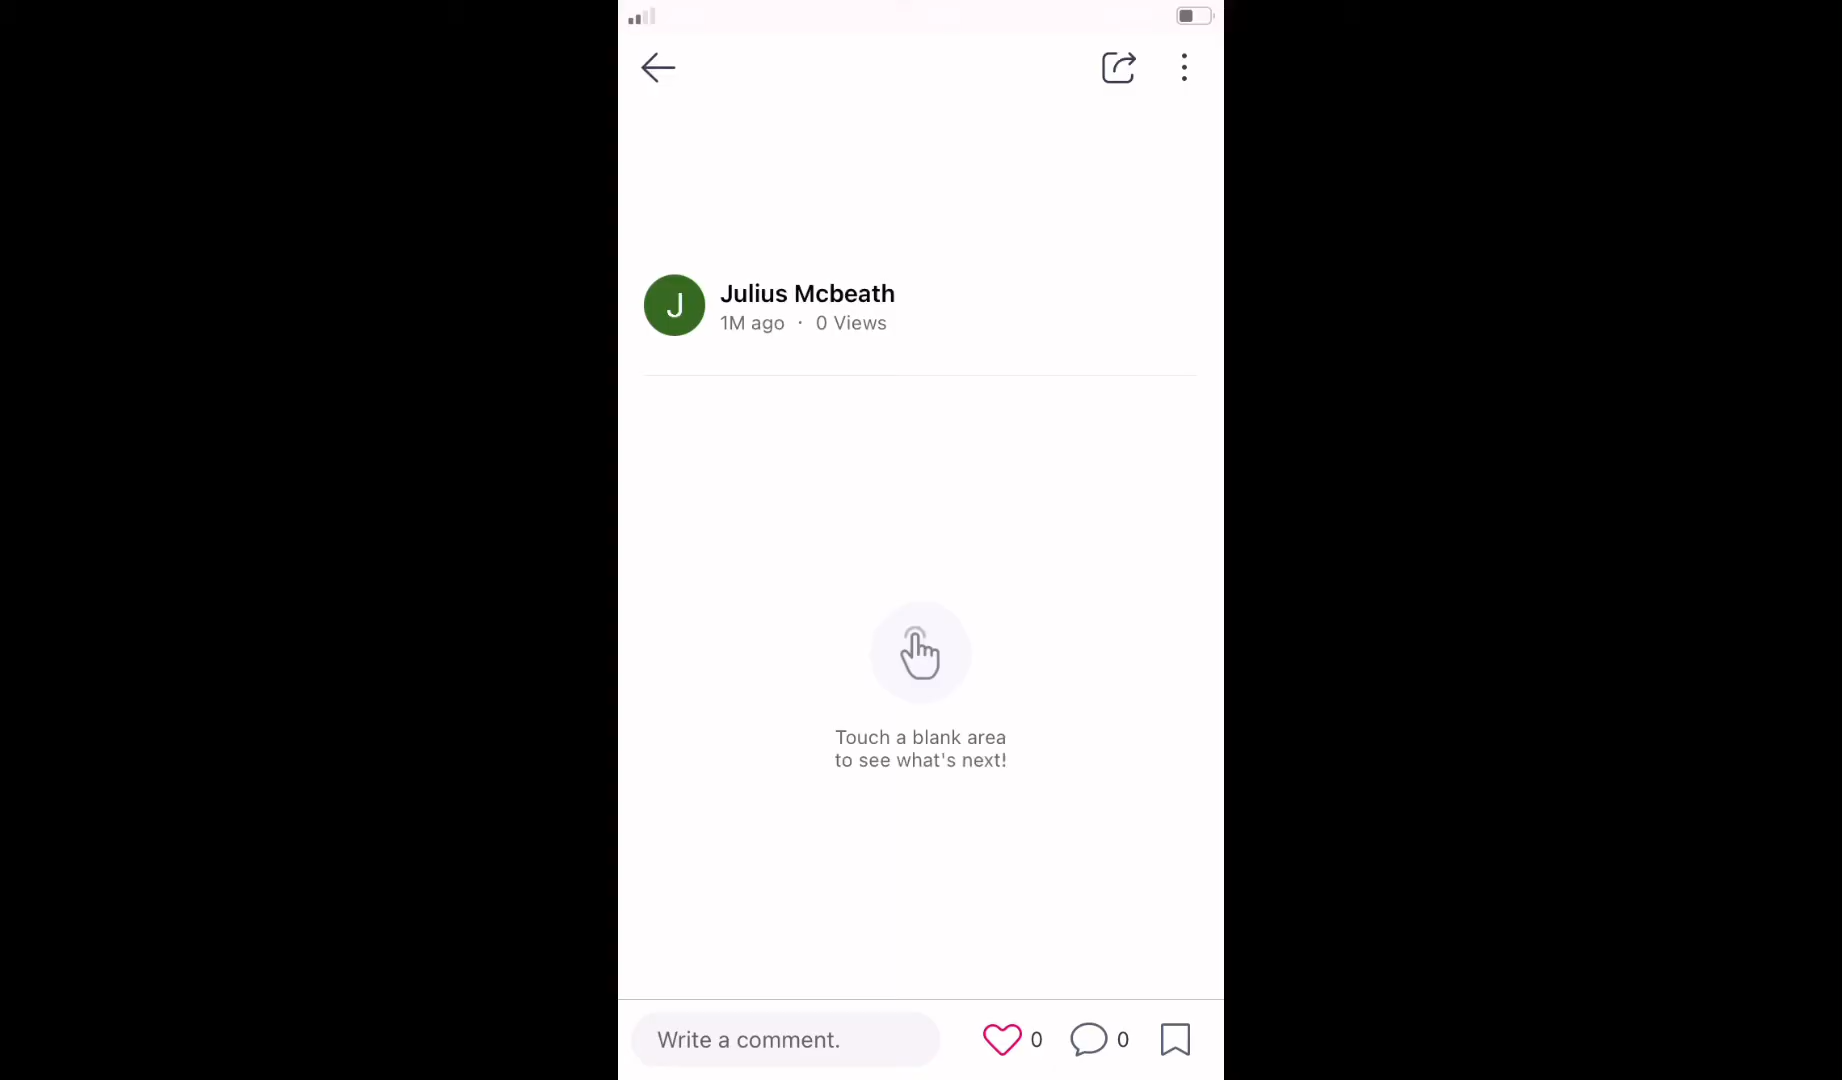 J
Julius Mcbeath
1M ago · 0 Views
Touch a blank area
to see what's next!
Write a comment.
0
0